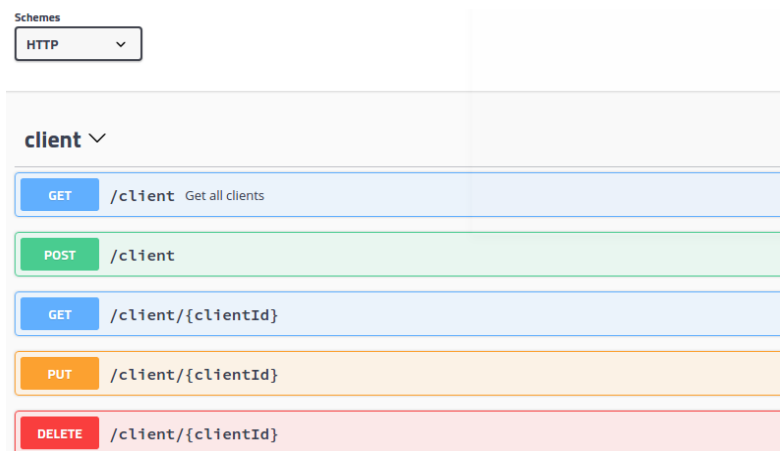 Schemes
HTTP
client
GET /client Get all clients
POST /client
GET /client/{clientId}
PUT /client/{clientId}
DELETE /client/{clientId}